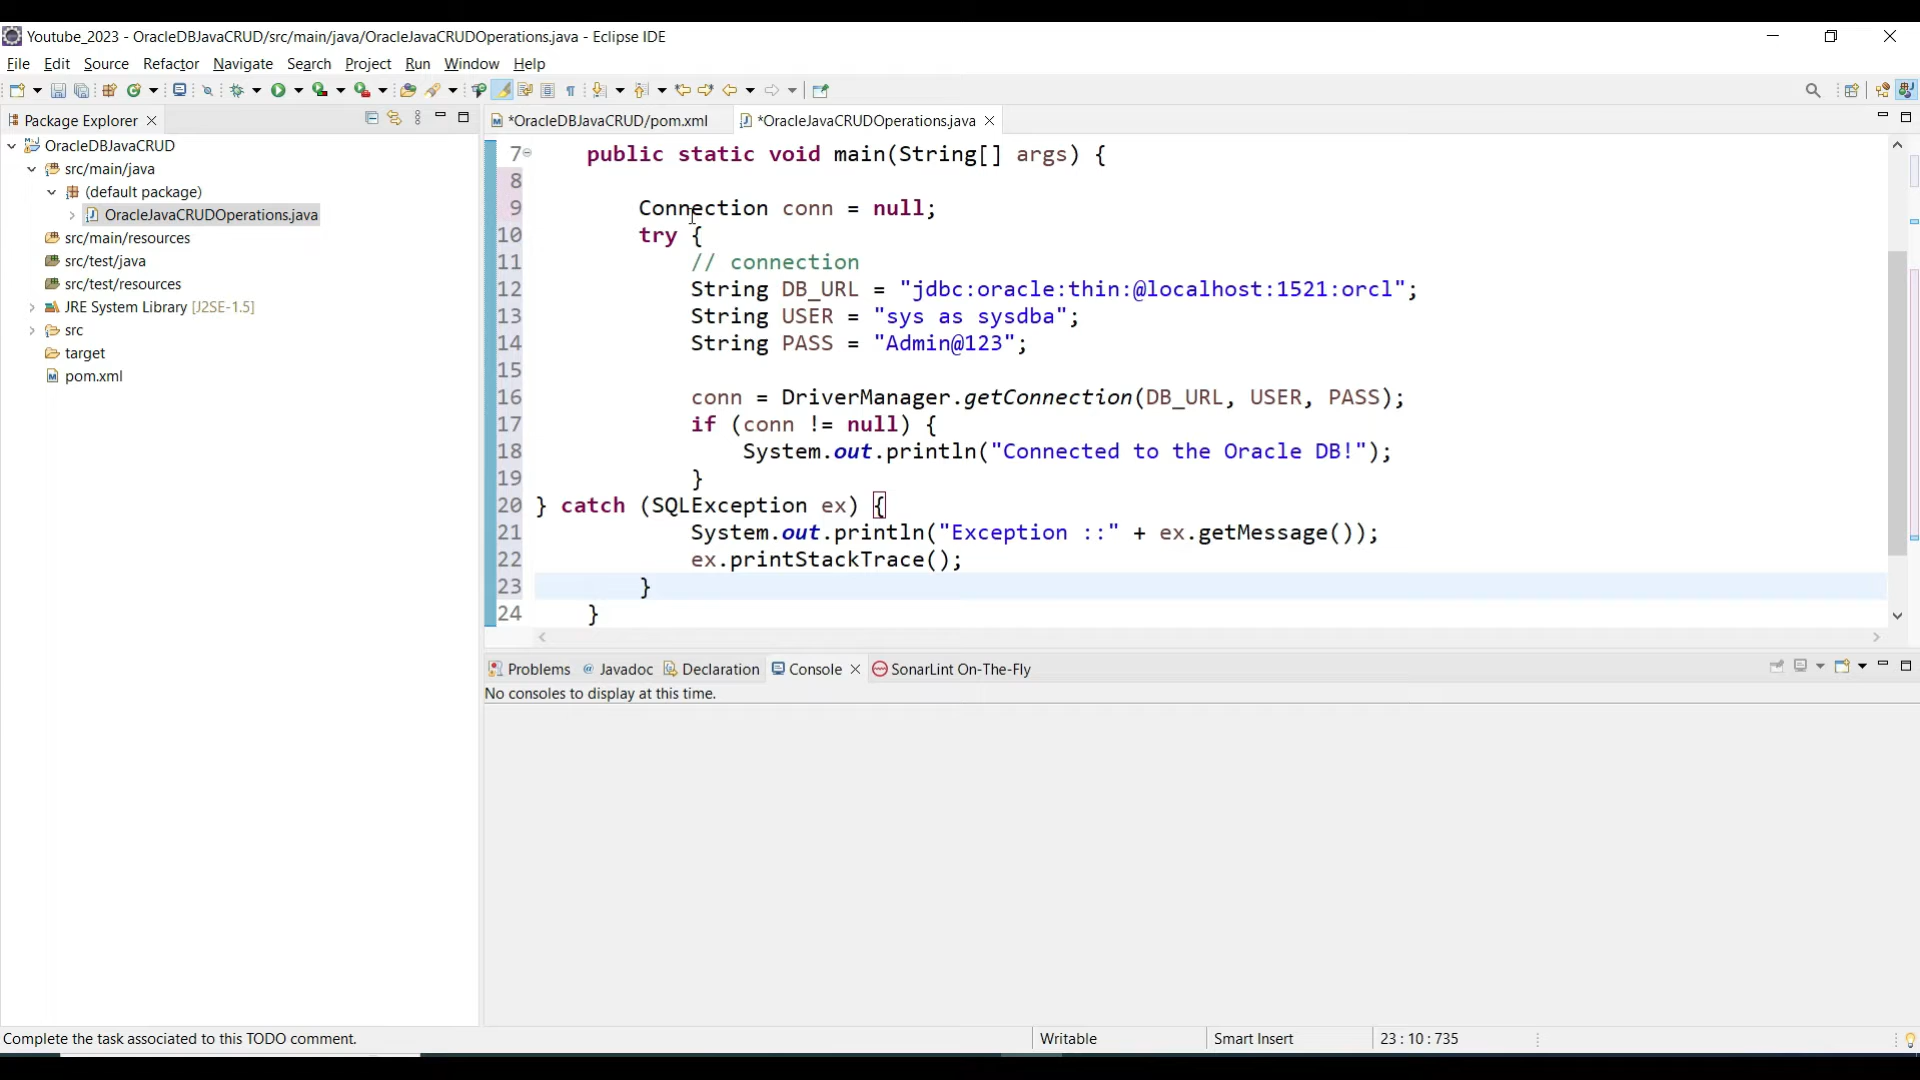 Youtube_2023 - OracleDBJavaCRUD/src/main/java/OracleJavaCRUDOperations.java - Eclipse IDE
File Edit Source Refactor Navigate Search Project Run Window Help
Package Explorer
OracleDBJavaCRUD
src/main/java
(default package)
OracleJavaCRUDOperations.java
src/main/resources
src/test/java
src/test/resources
JRE System Library [J2SE-1.5]
src
target
pom.xml
*OracleDBJavaCRUD/pom.xml
*OracleJavaCRUDOperations.java
7 public static void main(String[] args) {
8
9 Connection conn = null;
10 try {
11 // connection
12 String DB_URL = "jdbc:oracle:thin:@localhost:1521:orcl";
13 String USER = "sys as sysdba";
14 String PASS = "Admin@123";
15
16 conn = DriverManager.getConnection(DB_URL, USER, PASS);
17 if (conn != null) {
18 System.out.println("Connected to the Oracle DB!");
19 }
20 } catch (SQLException ex) {
21 System.out.println("Exception ::" + ex.getMessage());
22 ex.printStackTrace();
23 }
24 }
Problems @ Javadoc Declaration Console SonarLint On-The-Fly
No consoles to display at this time.
Complete the task associated to this TODO comment. Writable Smart Insert 23 : 10 : 735